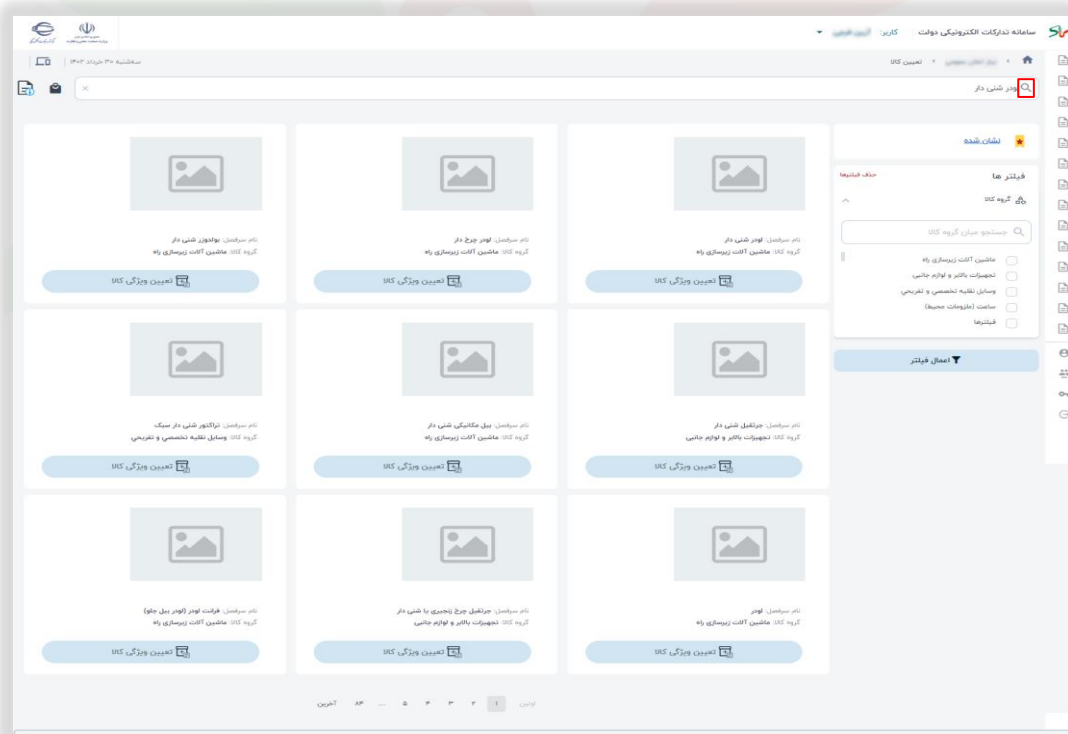 سامانه تدارکات الکترونیکی دولت
کاربر:
تعیین کالا
سه‌شنبه ۳۰ خرداد ۱۴۰۲
لودر شنی دار
نشان شده
فیلتر ها
حذف فیلترها
گروه کالا
جستجو میان گروه کالا
ماشین آلات زیرسازی راه
تجهیزات بالابر و لوازم جانبی
وسایل نقلیه تخصصی و تفریحی
ساعت (ملزومات محیط)
فیلترها
اعمال فیلتر
نام سرفصل: لودر شنی دار
گروه کالا: ماشین آلات زیرسازی راه
تعیین ویژگی کالا
نام سرفصل: لودر چرخ دار
گروه کالا: ماشین آلات زیرسازی راه
تعیین ویژگی کالا
نام سرفصل: بولدوزر شنی دار
گروه کالا: ماشین آلات زیرسازی راه
تعیین ویژگی کالا
نام سرفصل: جرثقیل شنی دار
گروه کالا: تجهیزات بالابر و لوازم جانبی
تعیین ویژگی کالا
نام سرفصل: بیل مکانیکی شنی دار
گروه کالا: ماشین آلات زیرسازی راه
تعیین ویژگی کالا
نام سرفصل: تراکتور شنی دار سبک
گروه کالا: وسایل نقلیه تخصصی و تفریحی
تعیین ویژگی کالا
نام سرفصل: لودر
گروه کالا: ماشین آلات زیرسازی راه
تعیین ویژگی کالا
نام سرفصل: جرثقیل چرخ زنجیری یا شنی دار
گروه کالا: تجهیزات بالابر و لوازم جانبی
تعیین ویژگی کالا
نام سرفصل: فرانت لودر (لودر بیل جلو)
گروه کالا: ماشین آلات زیرسازی راه
تعیین ویژگی کالا
اولین ۱ ۲ ۳ ۴ ۵ ... ۸۴ آخرین